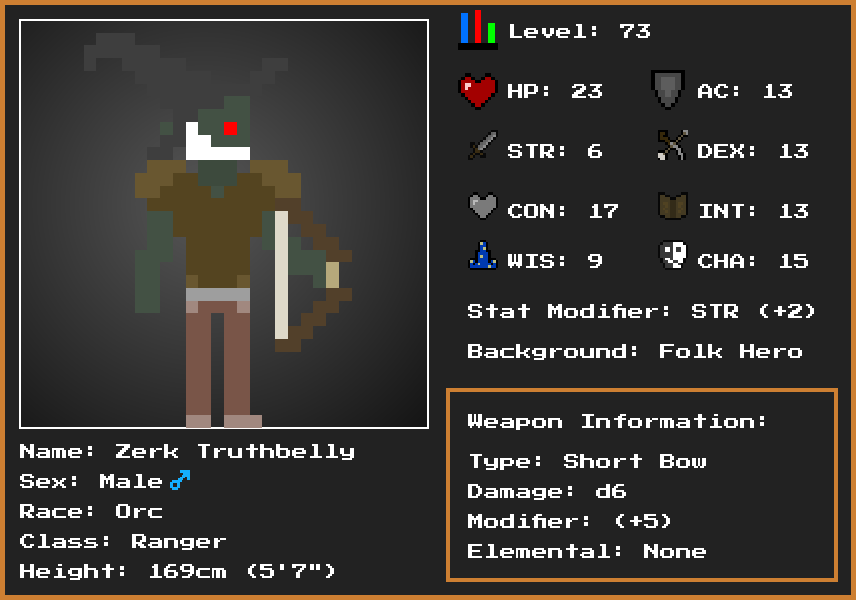 Level: 73
HP: 23
AC: 13
STR: 6
DEX: 13
CON: 17
INT: 13
WIS: 9
CHA: 15
Stat Modifier: STR (+2)
Background: Folk Hero
Weapon Information:
Type: Short Bow
Damage: d6
Modifier: (+5)
Elemental: None
Name: Zerk Truthbelly
Sex: Male ♂
Race: Orc
Class: Ranger
Height: 169cm (5'7")